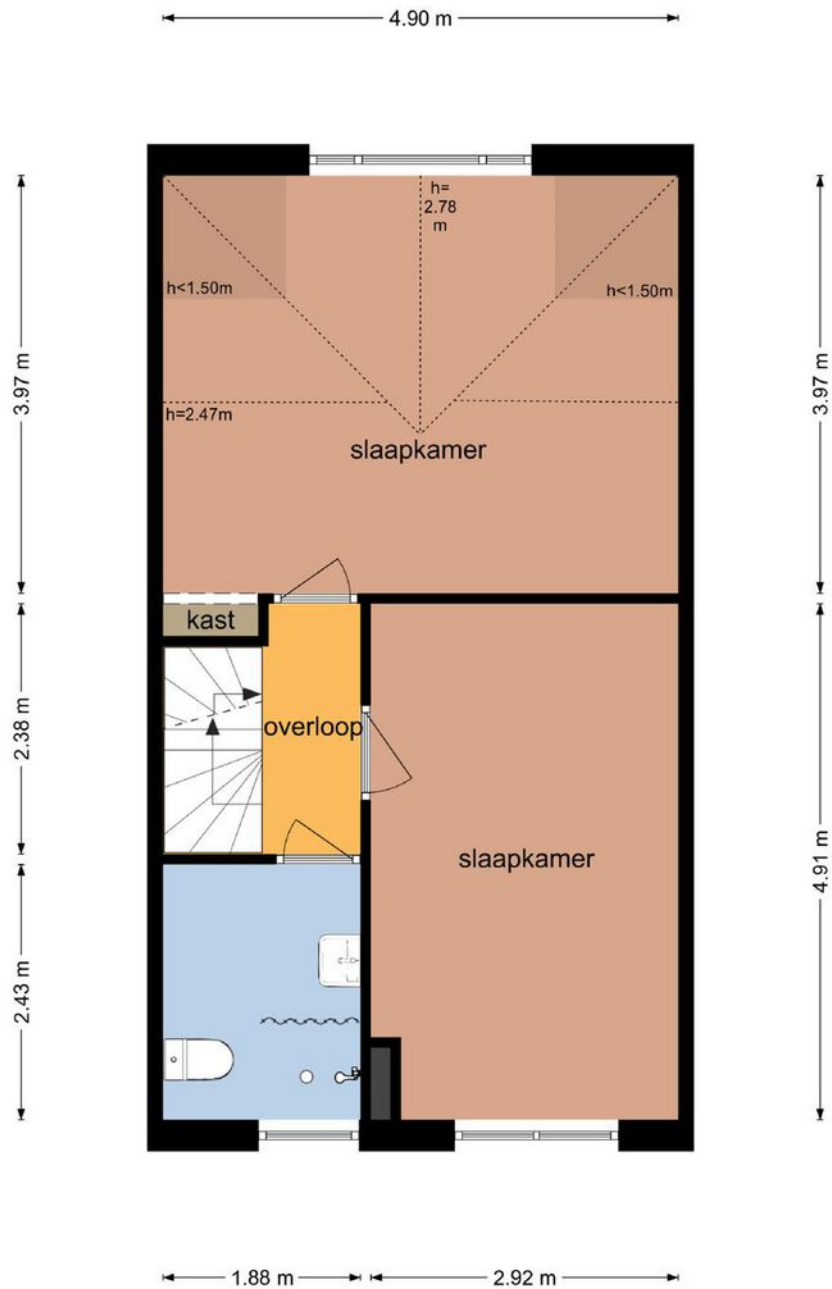 4.90 m
h=
2.78
m
h<1.50m
h<1.50m
3.97 m
3.97 m
h=2.47m
slaapkamer
kast
2.38 m
overloop
slaapkamer
4.91 m
2.43 m
1.88 m
2.92 m